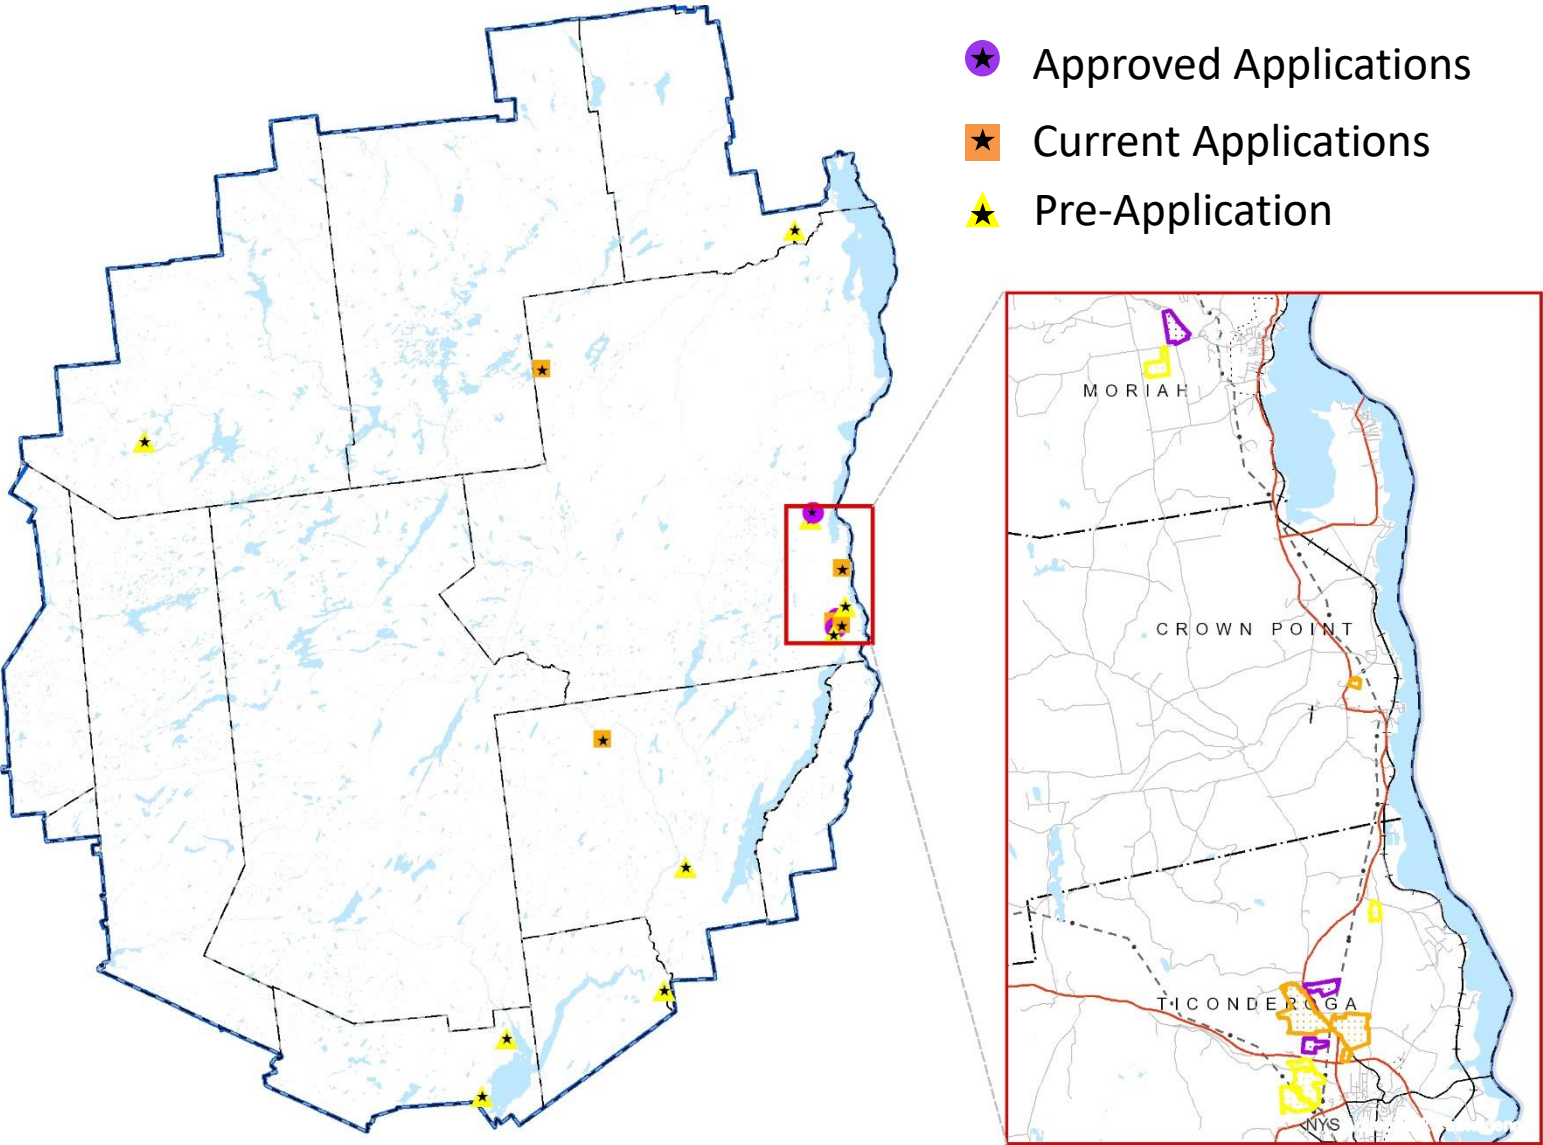 Approved Applications
Current Applications
Pre-Application
MORIAH
CROWN POINT
TICONDEROGA
NYS